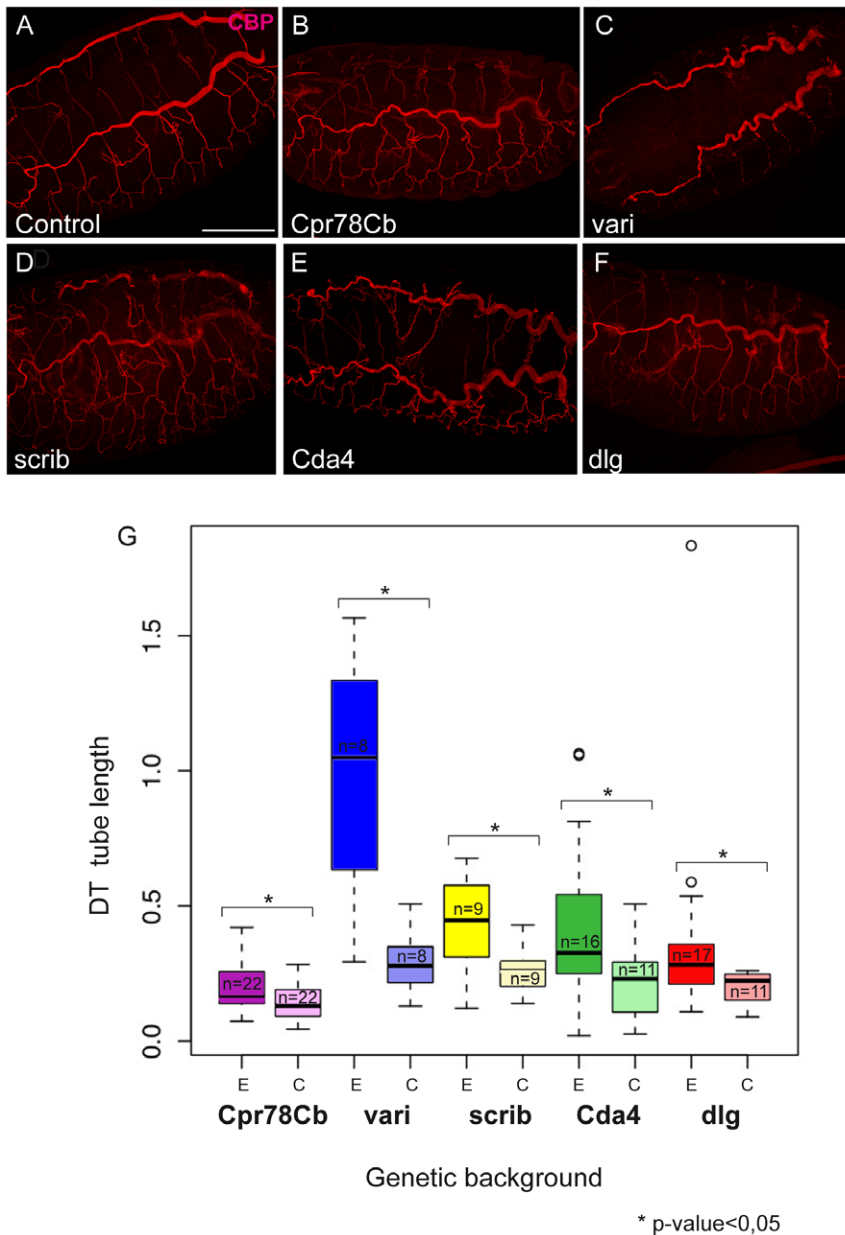 A CBP B C
Control Cpr78Cb vari
D D E F
scrib Cda4 dlg
G
DT tube length
1.5
1.0
0.5
0.0
* * * * *
n=22 n=22 n=8 n=8 n=9 n=9 n=16 n=11 n=17 n=11
E C E C E C E C E C
Cpr78Cb vari scrib Cda4 dlg
Genetic background
* p-value<0,05